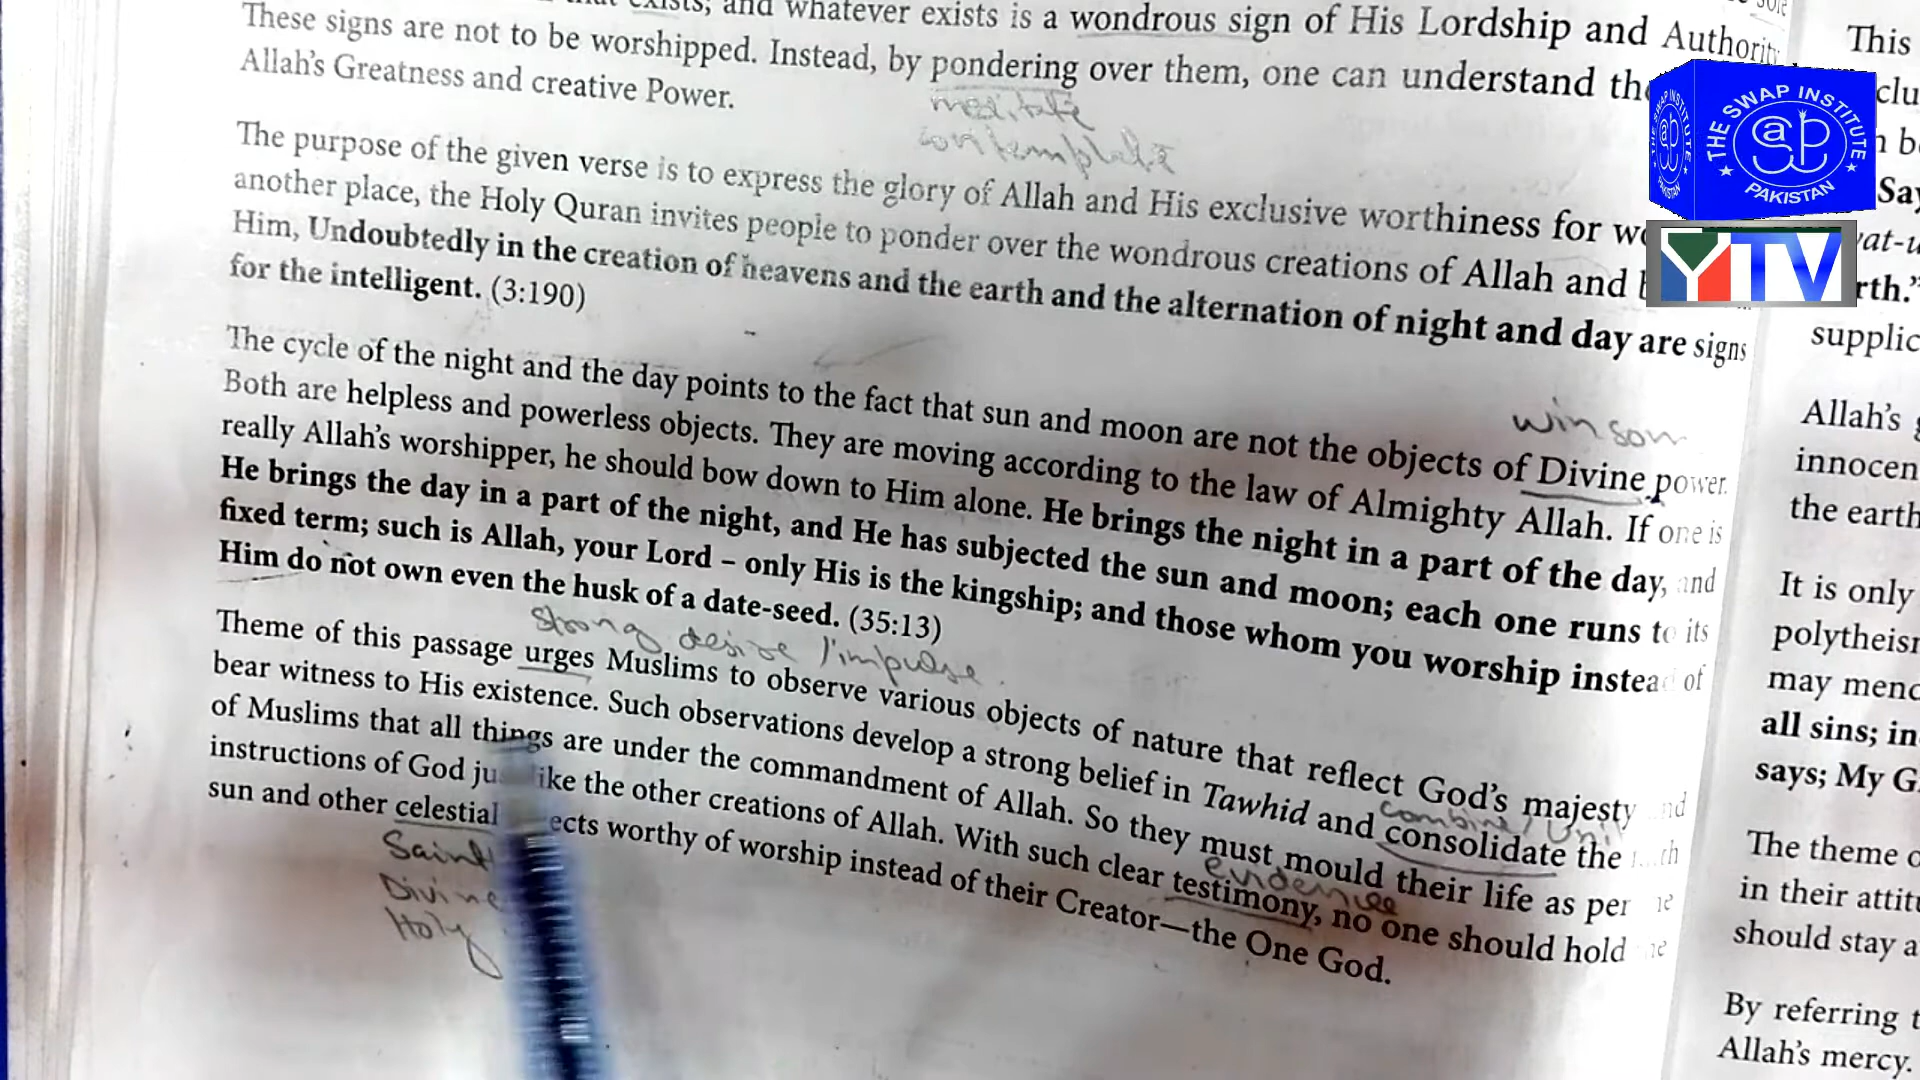 exists; and whatever exists is a wondrous sign of His Lordship and Authority
These signs are not to be worshipped. Instead, by pondering over them, one can understand the
Allah's Greatness and creative Power.
meditate
contemplate
The purpose of the given verse is to express the glory of Allah and His exclusive worthiness for
another place, the Holy Quran invites people to ponder over the wondrous creations of Allah and
Him, Undoubtedly in the creation of heavens and the earth and the alternation of night and day are signs
for the intelligent. (3:190)
The cycle of the night and the day points to the fact that sun and moon are not the objects of Divine power.
Both are helpless and powerless objects. They are moving according to the law of Almighty Allah. If one is
really Allah's worshipper, he should bow down to Him alone. He brings the night in a part of the day, and
He brings the day in a part of the night, and He has subjected the sun and moon; each one runs to its
fixed term; such is Allah, your Lord – only His is the kingship; and those whom you worship instead of
Him do not own even the husk of a date-seed. (35:13)
strong desire/impulse
Theme of this passage urges Muslims to observe various objects of nature that reflect God's majesty and
bear witness to His existence. Such observations develop a strong belief in Tawhid and consolidate the
combine/
of Muslims that all things are under the commandment of Allah. So they must mould their life as per
evidence
instructions of God just like the other creations of Allah. With such clear testimony, no one should hold
sun and other celestial worthy of worship instead of their Creator—the One God.
Saint
Divine
Holy
THE SWAP INSTITUTE
PAKISTAN
YTV
This
Say
rth."
supplic
Allah's
innocen
the earth
It is only
polytheism
may
all sins; in
says; My G
The theme
in their attitu
should stay a
By referring t
Allah's mercy.